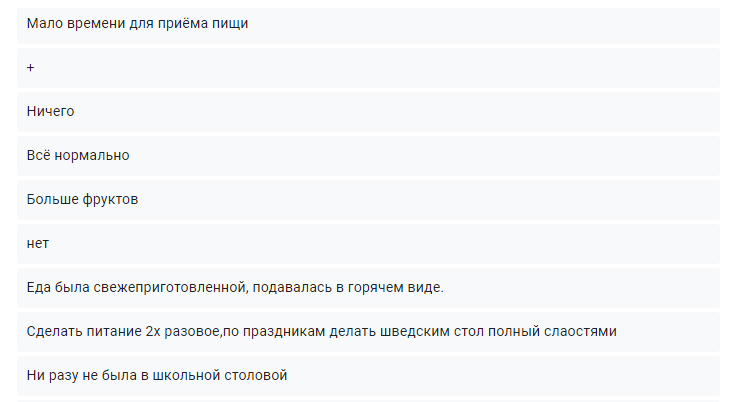 Мало времени для приёма пищи
+
Ничего
Всё нормально
Больше фруктов
нет
Еда была свежеприготовленной, подавалась в горячем виде.
Сделать питание 2х разовое,по праздникам делать шведским стол полный слаостями
Ни разу не была в школьной столовой